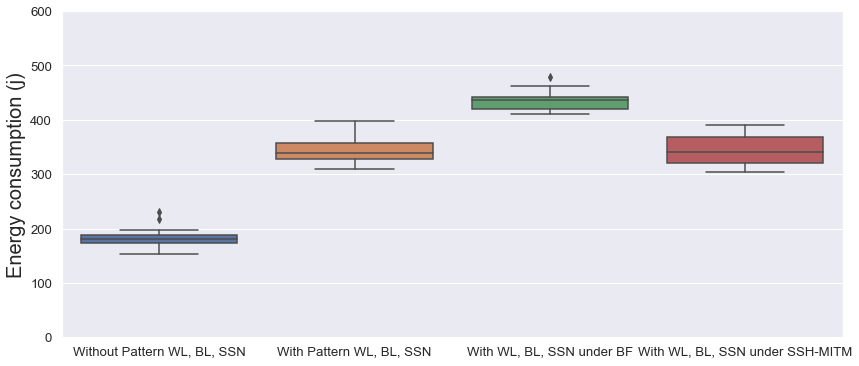 Energy consumption (j)
600
500
400
300
200
100
0
Without Pattern WL, BL, SSN
With Pattern WL, BL, SSN
With WL, BL, SSN under BF
With WL, BL, SSN under SSH-MITM